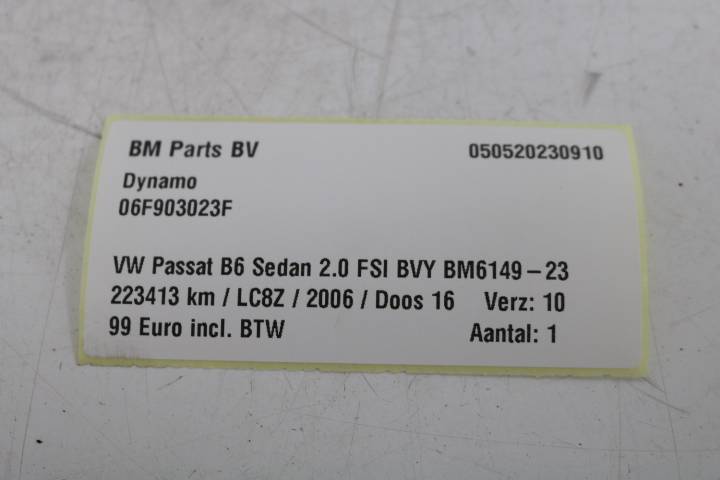 BM Parts BV 050520230910
Dynamo
06F903023F
VW Passat B6 Sedan 2.0 FSI BVY BM6149-23
223413 km / LC8Z / 2006 / Doos 16 Verz: 10
99 Euro incl. BTW Aantal: 1